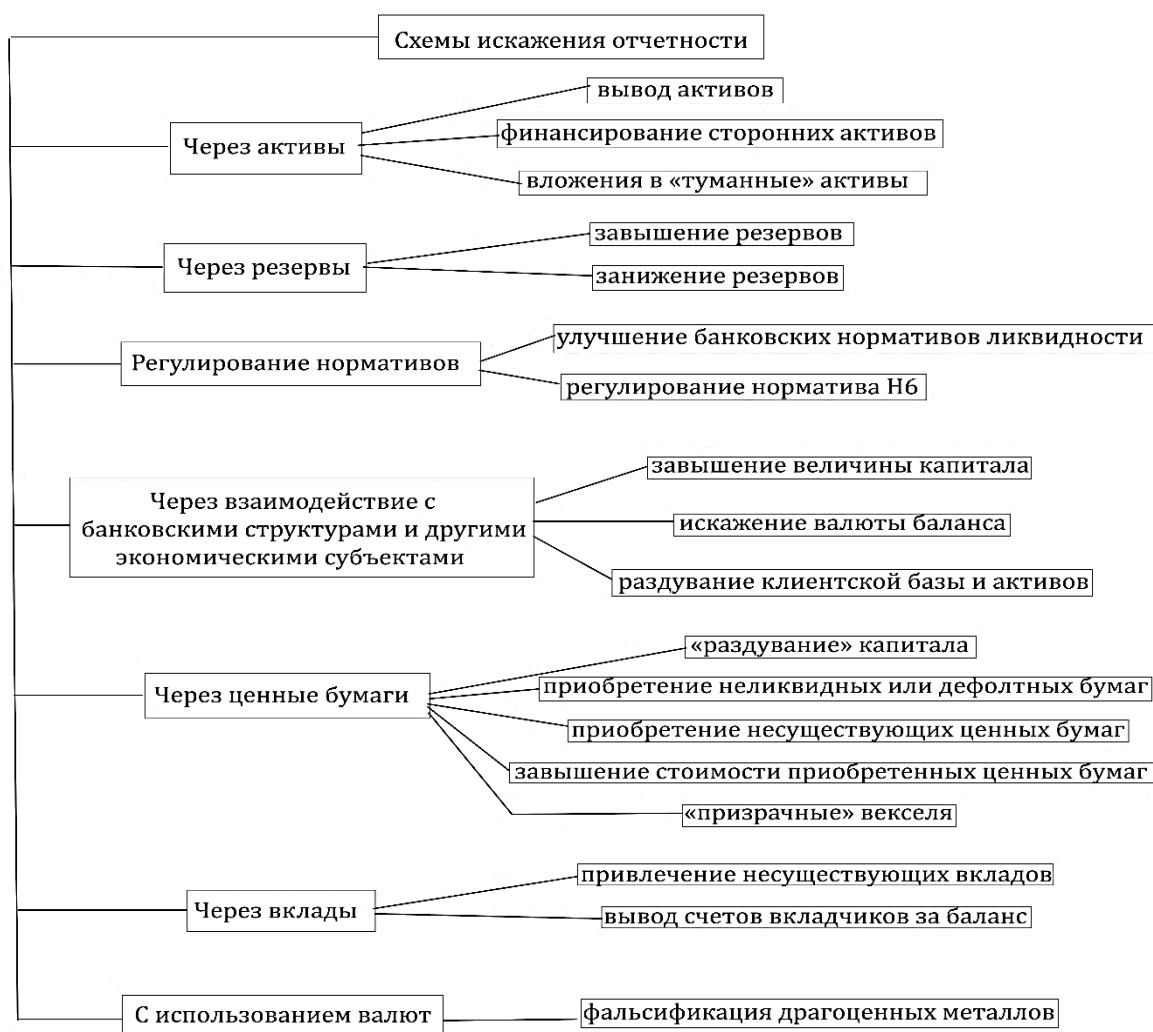 Схемы искажения отчетности
Через активы
вывод активов
финансирование сторонних активов
вложения в «туманные» активы
Через резервы
завышение резервов
занижение резервов
Регулирование нормативов
улучшение банковских нормативов ликвидности
регулирование норматива Н6
Через взаимодействие с
банковскими структурами и другими
экономическими субъектами
завышение величины капитала
искажение валюты баланса
раздувание клиентской базы и активов
Через ценные бумаги
«раздувание» капитала
приобретение неликвидных или дефолтных бумаг
приобретение несуществующих ценных бумаг
завышение стоимости приобретенных ценных бумаг
«призрачные» векселя
Через вклады
привлечение несуществующих вкладов
вывод счетов вкладчиков за баланс
С использованием валют
фальсификация драгоценных металлов